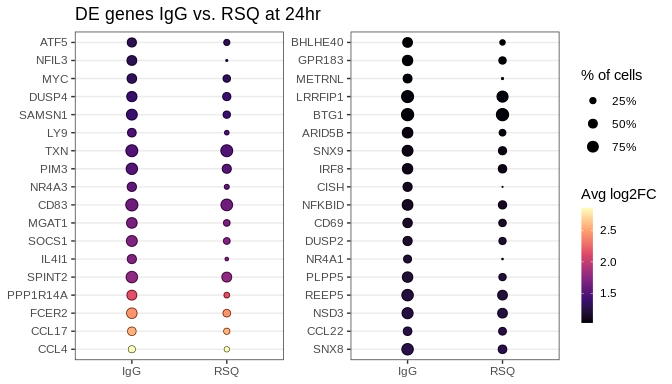 DE genes IgG vs. RSQ at 24hr
ATF5
NFIL3
MYC
DUSP4
SAMSN1
LY9
TXN
PIM3
NR4A3
CD83
MGAT1
SOCS1
IL4I1
SPINT2
PPP1R14A
FCER2
CCL17
CCL4
IgG RSQ
BHLHE40
GPR183
METRNL
LRRFIP1
BTG1
ARID5B
SNX9
IRF8
CISH
NFKBID
CD69
DUSP2
NR4A1
PLPP5
REEP5
NSD3
CCL22
SNX8
IgG RSQ
% of cells
25%
50%
75%
Avg log2FC
2.5
2.0
1.5